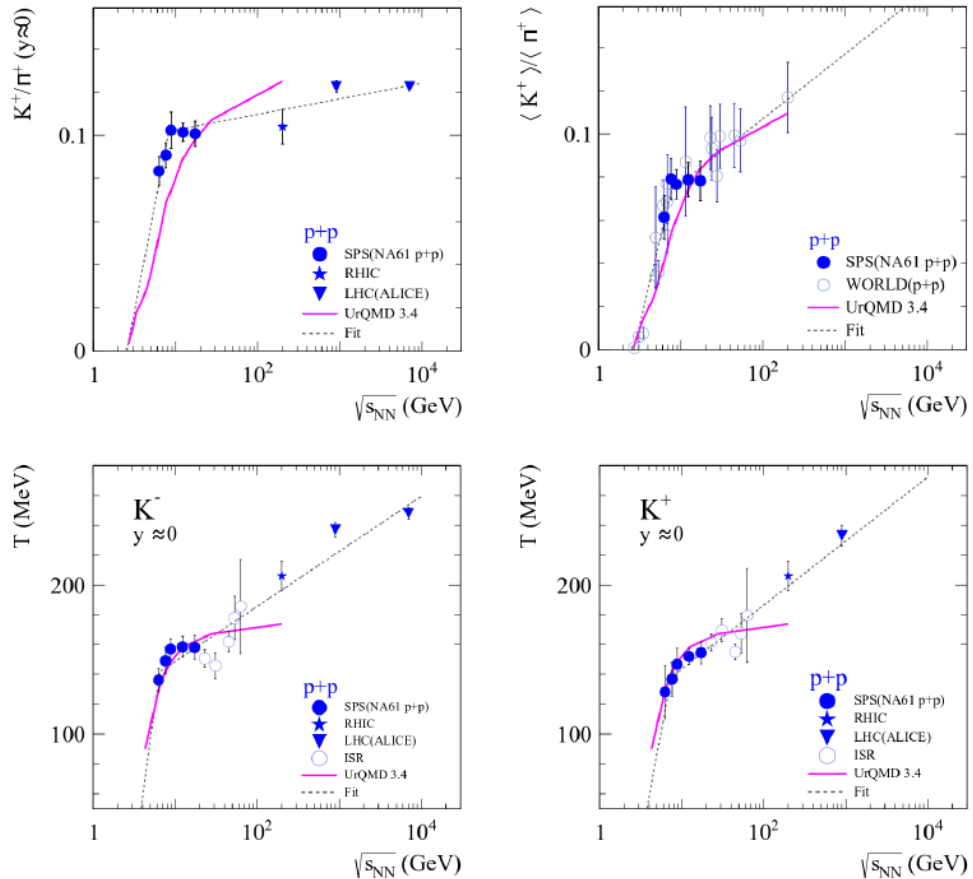 K⁺/π⁺ (y≈0)
0.1
0
p+p
SPS(NA61 p+p)
RHIC
LHC(ALICE)
UrQMD 3.4
Fit
1 10² 10⁴
√s_NN (GeV)
⟨K⁺⟩/⟨π⁺⟩
0.1
0
p+p
SPS(NA61 p+p)
WORLD(p+p)
UrQMD 3.4
Fit
1 10² 10⁴
√s_NN (GeV)
T (MeV)
K⁻
y ≈0
200
100
p+p
SPS(NA61 p+p)
RHIC
LHC(ALICE)
ISR
UrQMD 3.4
Fit
1 10² 10⁴
√s_NN (GeV)
T (MeV)
K⁺
y ≈0
200
100
p+p
SPS(NA61 p+p)
RHIC
LHC(ALICE)
ISR
UrQMD 3.4
Fit
1 10² 10⁴
√s_NN (GeV)